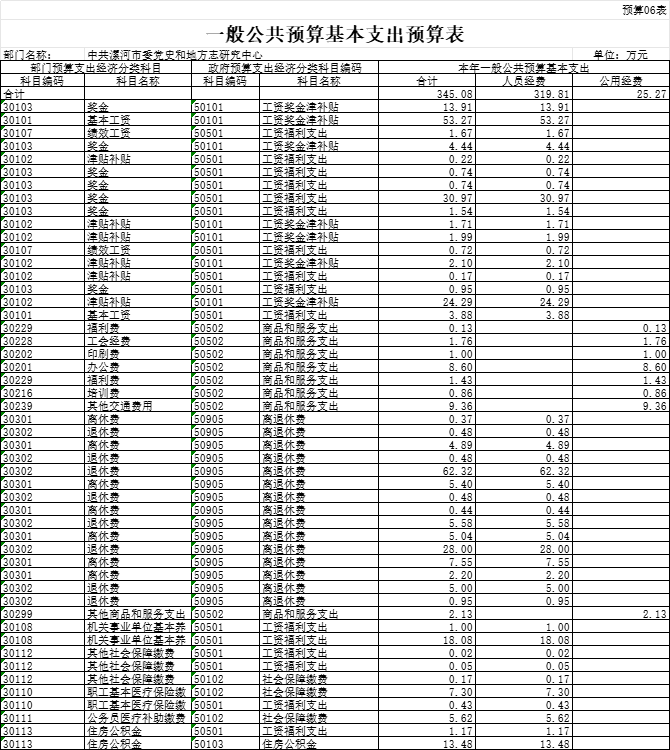 预算06表
一般公共预算基本支出预算表
部门名称： 中共漯河市委党史和地方志研究中心 单位：万元
部门预算支出经济分类科目 政府预算支出经济分类科目编码 本年一般公共预算基本支出
科目编码 科目名称 科目编码 科目名称 合计 人员经费 公用经费
合计 345.08 319.81 25.27
30103 奖金 50101 工资奖金津补贴 13.91 13.91
30101 基本工资 50101 工资奖金津补贴 53.27 53.27
30107 绩效工资 50501 工资福利支出 1.67 1.67
30103 奖金 50101 工资奖金津补贴 4.44 4.44
30102 津贴补贴 50501 工资福利支出 0.22 0.22
30103 奖金 50501 工资福利支出 0.74 0.74
30103 奖金 50501 工资福利支出 0.74 0.74
30103 奖金 50501 工资福利支出 30.97 30.97
30103 奖金 50501 工资福利支出 1.54 1.54
30102 津贴补贴 50101 工资奖金津补贴 1.71 1.71
30102 津贴补贴 50101 工资奖金津补贴 1.99 1.99
30107 绩效工资 50501 工资福利支出 0.72 0.72
30102 津贴补贴 50101 工资奖金津补贴 2.10 2.10
30102 津贴补贴 50501 工资福利支出 0.17 0.17
30103 奖金 50501 工资福利支出 0.95 0.95
30102 津贴补贴 50101 工资奖金津补贴 24.29 24.29
30101 基本工资 50501 工资福利支出 3.88 3.88
30229 福利费 50502 商品和服务支出 0.13 0.13
30228 工会经费 50502 商品和服务支出 1.76 1.76
30202 印刷费 50502 商品和服务支出 1.00 1.00
30201 办公费 50502 商品和服务支出 8.60 8.60
30229 福利费 50502 商品和服务支出 1.43 1.43
30216 培训费 50502 商品和服务支出 0.86 0.86
30239 其他交通费用 50502 商品和服务支出 9.36 9.36
30301 离休费 50905 离退休费 0.37 0.37
30302 退休费 50905 离退休费 0.48 0.48
30301 离休费 50905 离退休费 4.89 4.89
30302 退休费 50905 离退休费 0.48 0.48
30302 退休费 50905 离退休费 62.32 62.32
30301 离休费 50905 离退休费 5.40 5.40
30302 退休费 50905 离退休费 0.48 0.48
30301 离休费 50905 离退休费 0.44 0.44
30302 退休费 50905 离退休费 5.58 5.58
30301 离休费 50905 离退休费 5.04 5.04
30302 退休费 50905 离退休费 28.00 28.00
30301 离休费 50905 离退休费 7.55 7.55
30301 离休费 50905 离退休费 2.20 2.20
30302 退休费 50905 离退休费 5.00 5.00
30302 退休费 50905 离退休费 0.95 0.95
30299 其他商品和服务支出 50502 商品和服务支出 2.13 2.13
30108 机关事业单位基本养 50501 工资福利支出 1.00 1.00
30108 机关事业单位基本养 50501 工资福利支出 18.08 18.08
30112 其他社会保障缴费 50501 工资福利支出 0.02 0.02
30112 其他社会保障缴费 50501 工资福利支出 0.05 0.05
30112 其他社会保障缴费 50102 社会保障缴费 0.17 0.17
30110 职工基本医疗保险缴 50102 社会保障缴费 7.30 7.30
30110 职工基本医疗保险缴 50501 工资福利支出 0.43 0.43
30111 公务员医疗补助缴费 50102 社会保障缴费 5.62 5.62
30113 住房公积金 50501 工资福利支出 1.17 1.17
30113 住房公积金 50103 住房公积金 13.48 13.48